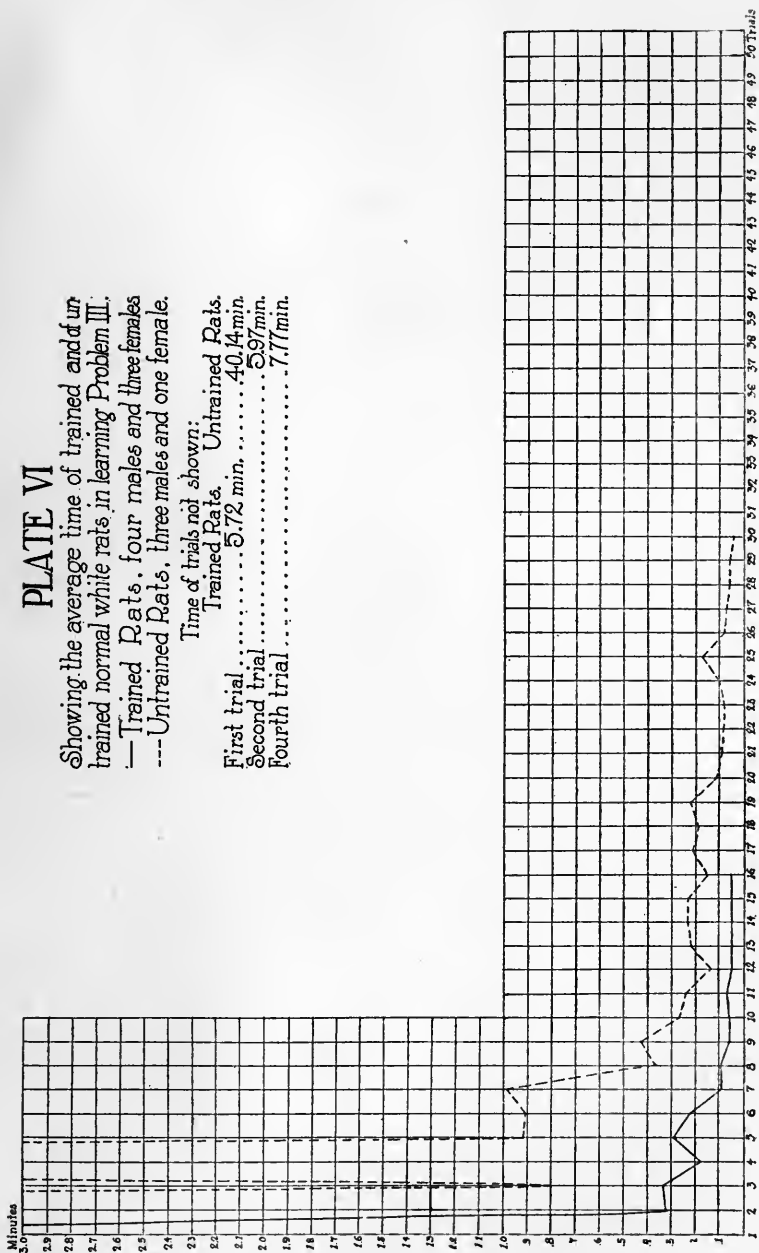 PLATE VI
Showing the average time of trained and of un
trained normal white rats in learning Problem III.
— Trained Rats, four males and three females
--- Untrained Rats, three males and one female.
Time of trials not shown:
Trained Rats. Untrained Rats.
First trial..........5.72 min.........40.14 min.
Second trial..............................5.97 min.
Fourth trial..............................7.77 min.
Minutes
3.0
2.9
2.8
2.7
2.6
2.5
2.4
2.3
2.2
2.1
2.0
1.9
1.8
1.7
1.6
1.5
1.4
1.3
1.2
1.1
1.0
.9
.8
.7
.6
.5
.4
.1
1 2 3 4 5 6 7 8 9 10 11 12 13 14 15 16 17 18 19 20 21 22 23 24 25 26 27 28 29 30 31 32 33 34 35 36 37 38 39 40 41 42 43 44 45 46 47 48 49 50 Trials